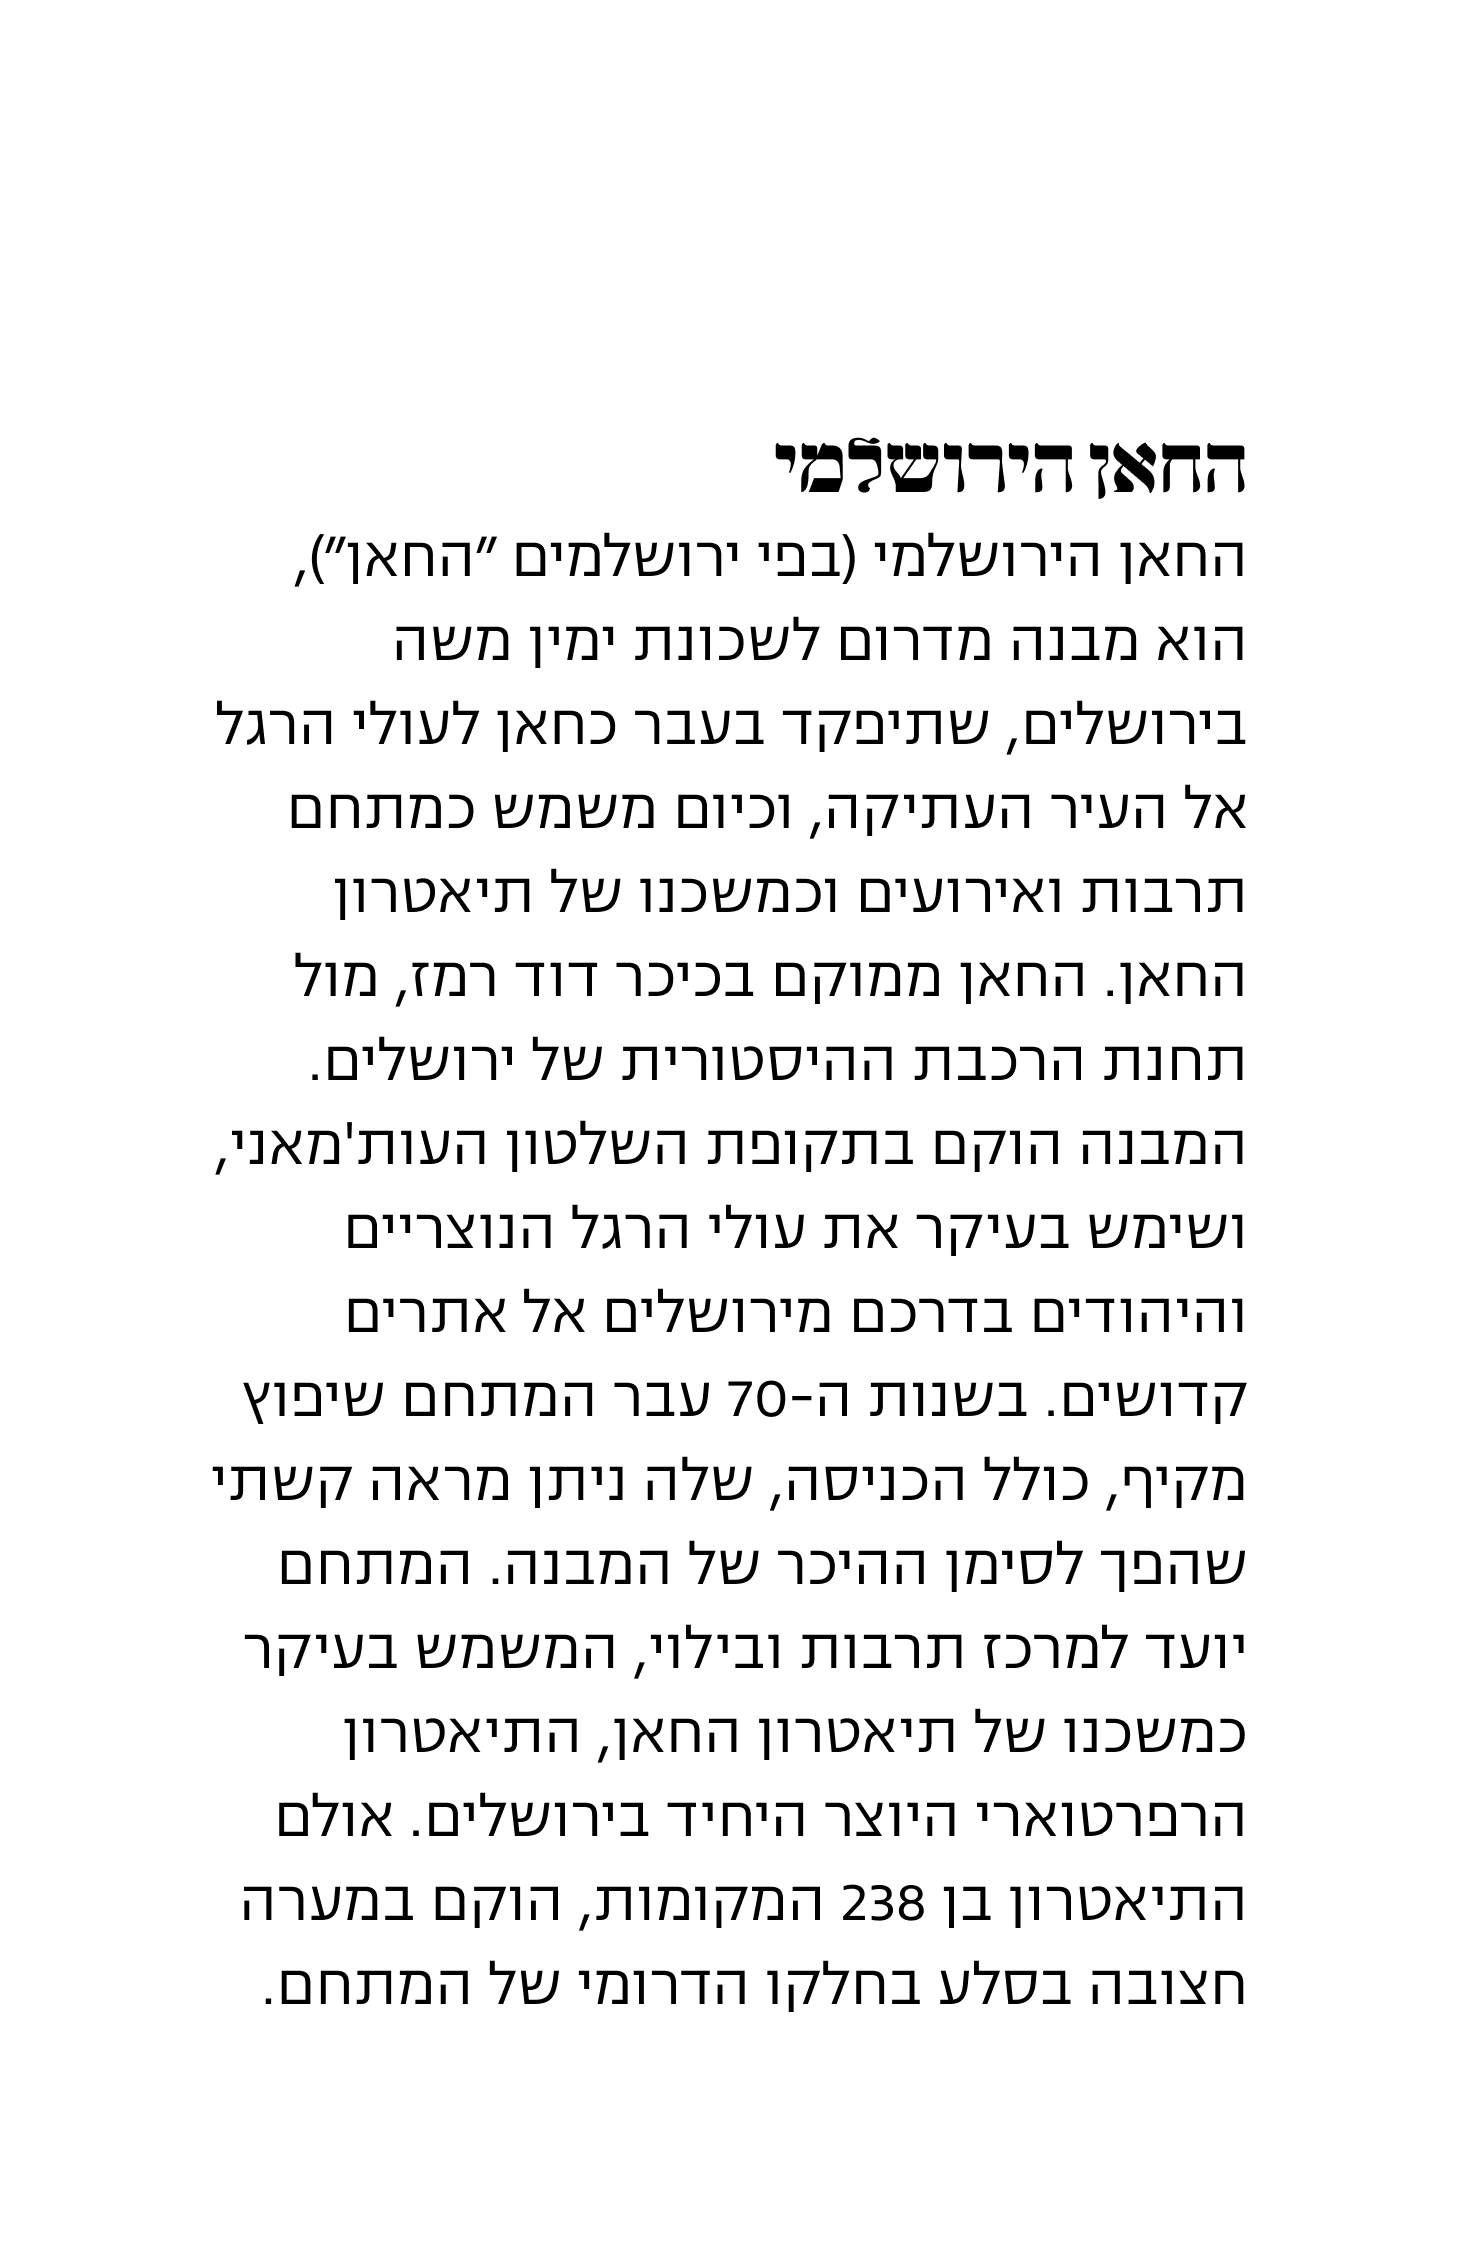 החאן הירושלמי
החאן הירושלמי (בפי ירושלמים ״החאן״),
הוא מבנה מדרום לשכונת ימין משה
בירושלים, שתיפקד בעבר כחאן לעולי הרגל
אל העיר העתיקה, וכיום משמש כמתחם
תרבות ואירועים וכמשכנו של תיאטרון
החאן. החאן ממוקם בכיכר דוד רמז, מול
תחנת הרכבת ההיסטורית של ירושלים.
המבנה הוקם בתקופת השלטון העות'מאני,
ושימש בעיקר את עולי הרגל הנוצריים
והיהודים בדרכם מירושלים אל אתרים
קדושים. בשנות ה-70 עבר המתחם שיפוץ
מקיף, כולל הכניסה, שלה ניתן מראה קשתי
שהפך לסימן ההיכר של המבנה. המתחם
יועד למרכז תרבות ובילוי, המשמש בעיקר
כמשכנו של תיאטרון החאן, התיאטרון
הרפרטוארי היוצר היחיד בירושלים. אולם
התיאטרון בן 238 המקומות, הוקם במערה
חצובה בסלע בחלקו הדרומי של המתחם.